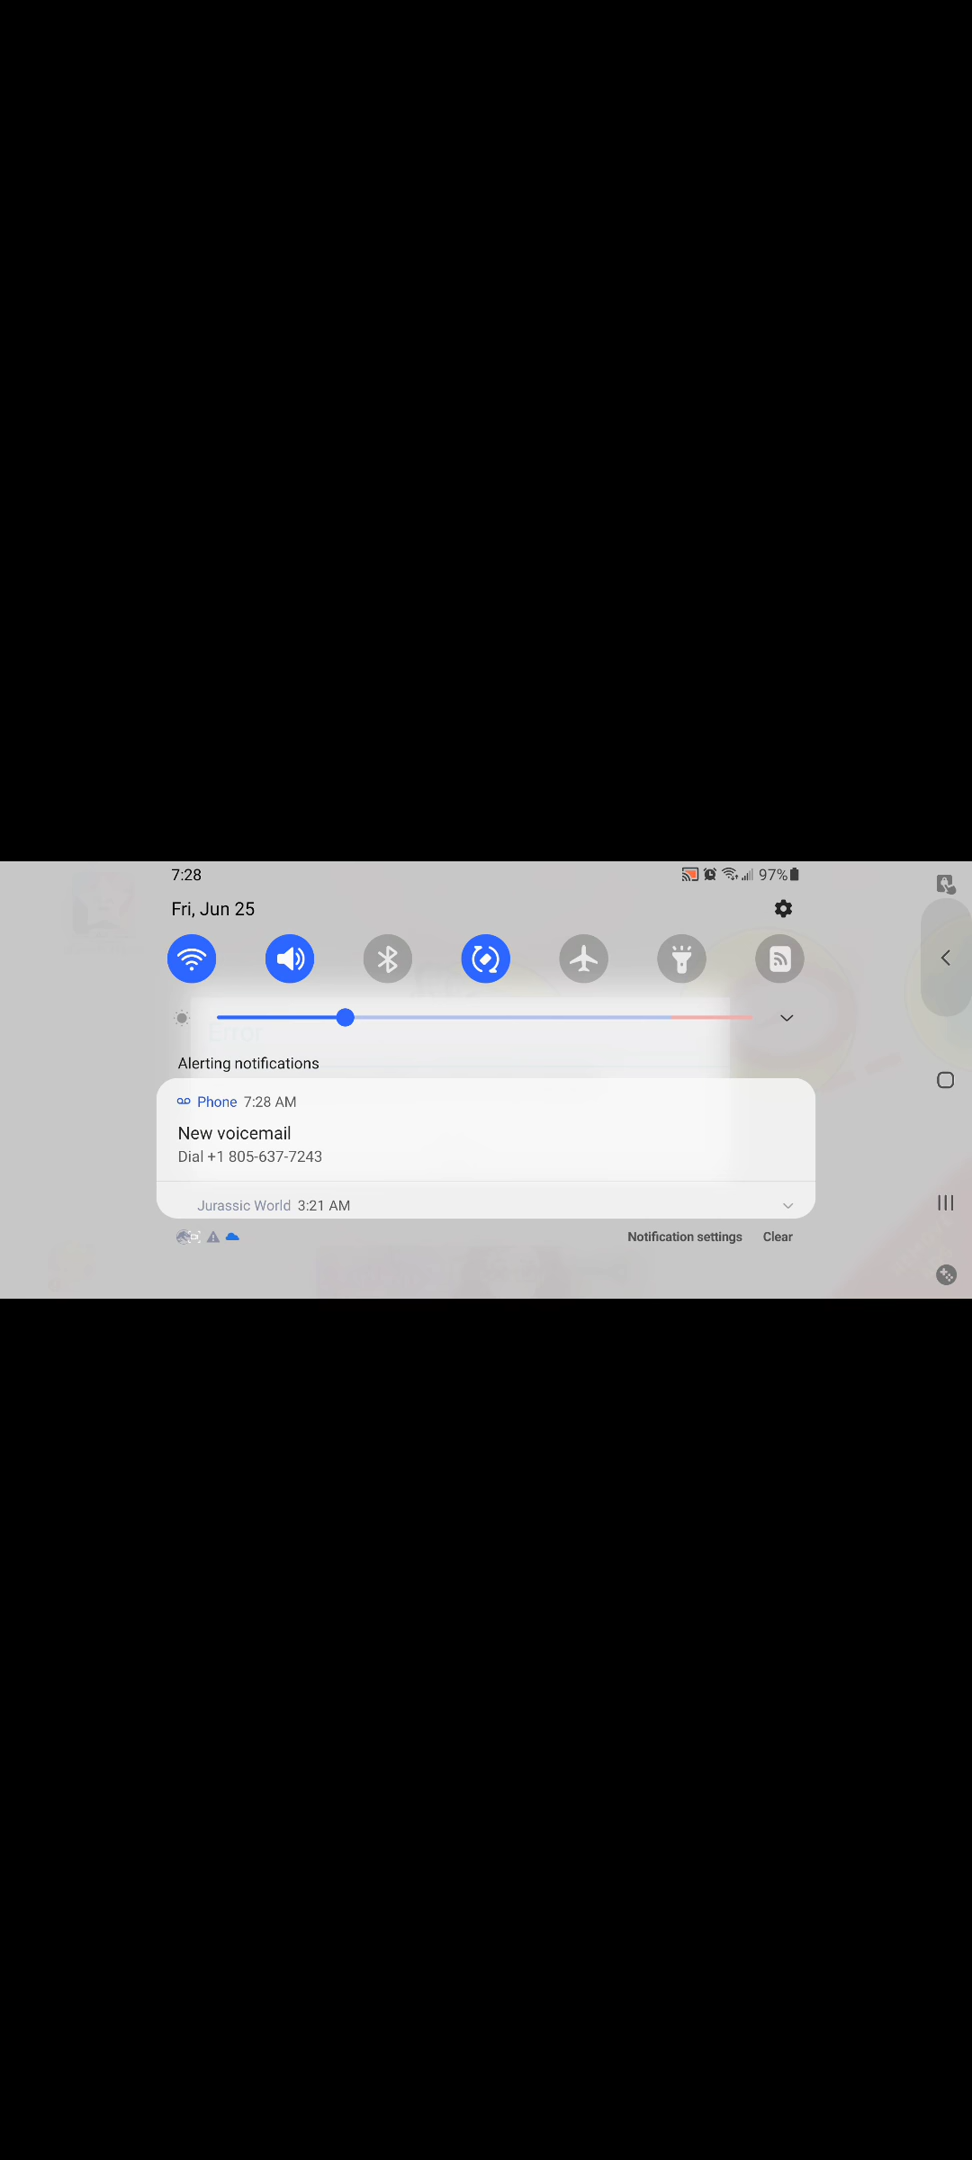 7:28
97%
Fri, Jun 25
Error
Alerting notifications
Phone 7:28 AM
New voicemail
Dial +1 805-637-7243
Jurassic World 3:21 AM
Notification settings Clear